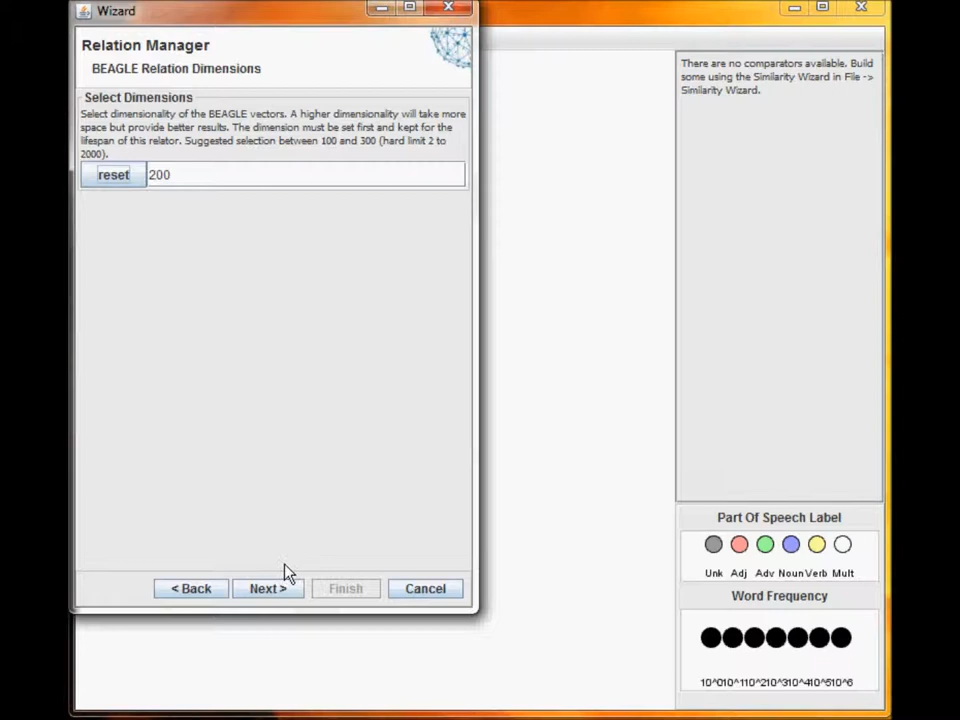 Wizard
Relation Manager
BEAGLE Relation Dimensions
Select Dimensions
Select dimensionality of the BEAGLE vectors. A higher dimensionality will take more
space but provide better results. The dimension must be set first and kept for the
lifespan of this relator. Suggested selection between 100 and 300 (hard limit 2 to
2000).
reset 200
< Back Next > Finish Cancel
There are no comparators available. Build
some using the Similarity Wizard in File ->
Similarity Wizard.
Part Of Speech Label
Unk Adj Adv Noun Verb Mult
Word Frequency
10^0 10^1 10^2 10^3 10^4 10^5 10^6